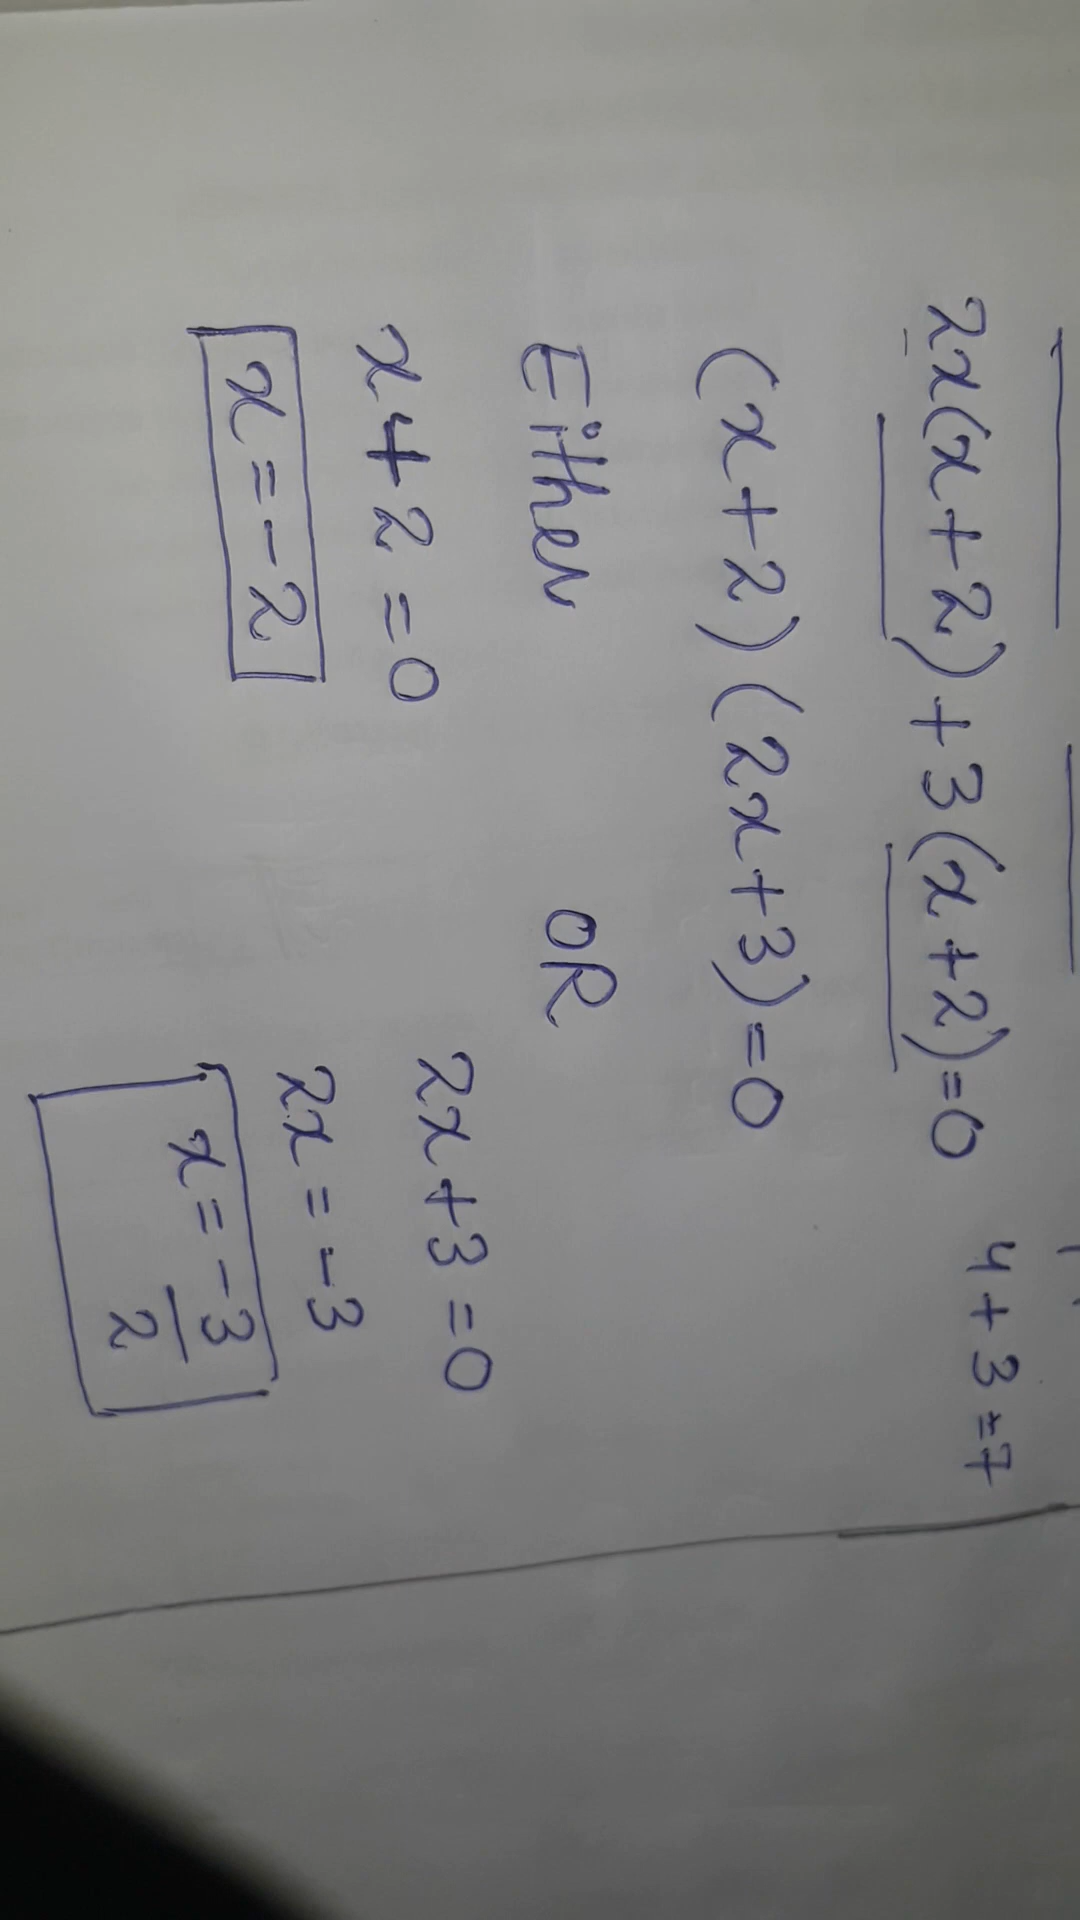 2x(x+2)+3(x+2)=0 4+3=7
(x+2)(2x+3)=0
Either OR
x+2=0 2x+3=0
x=-2 2x=-3
x=-3/2